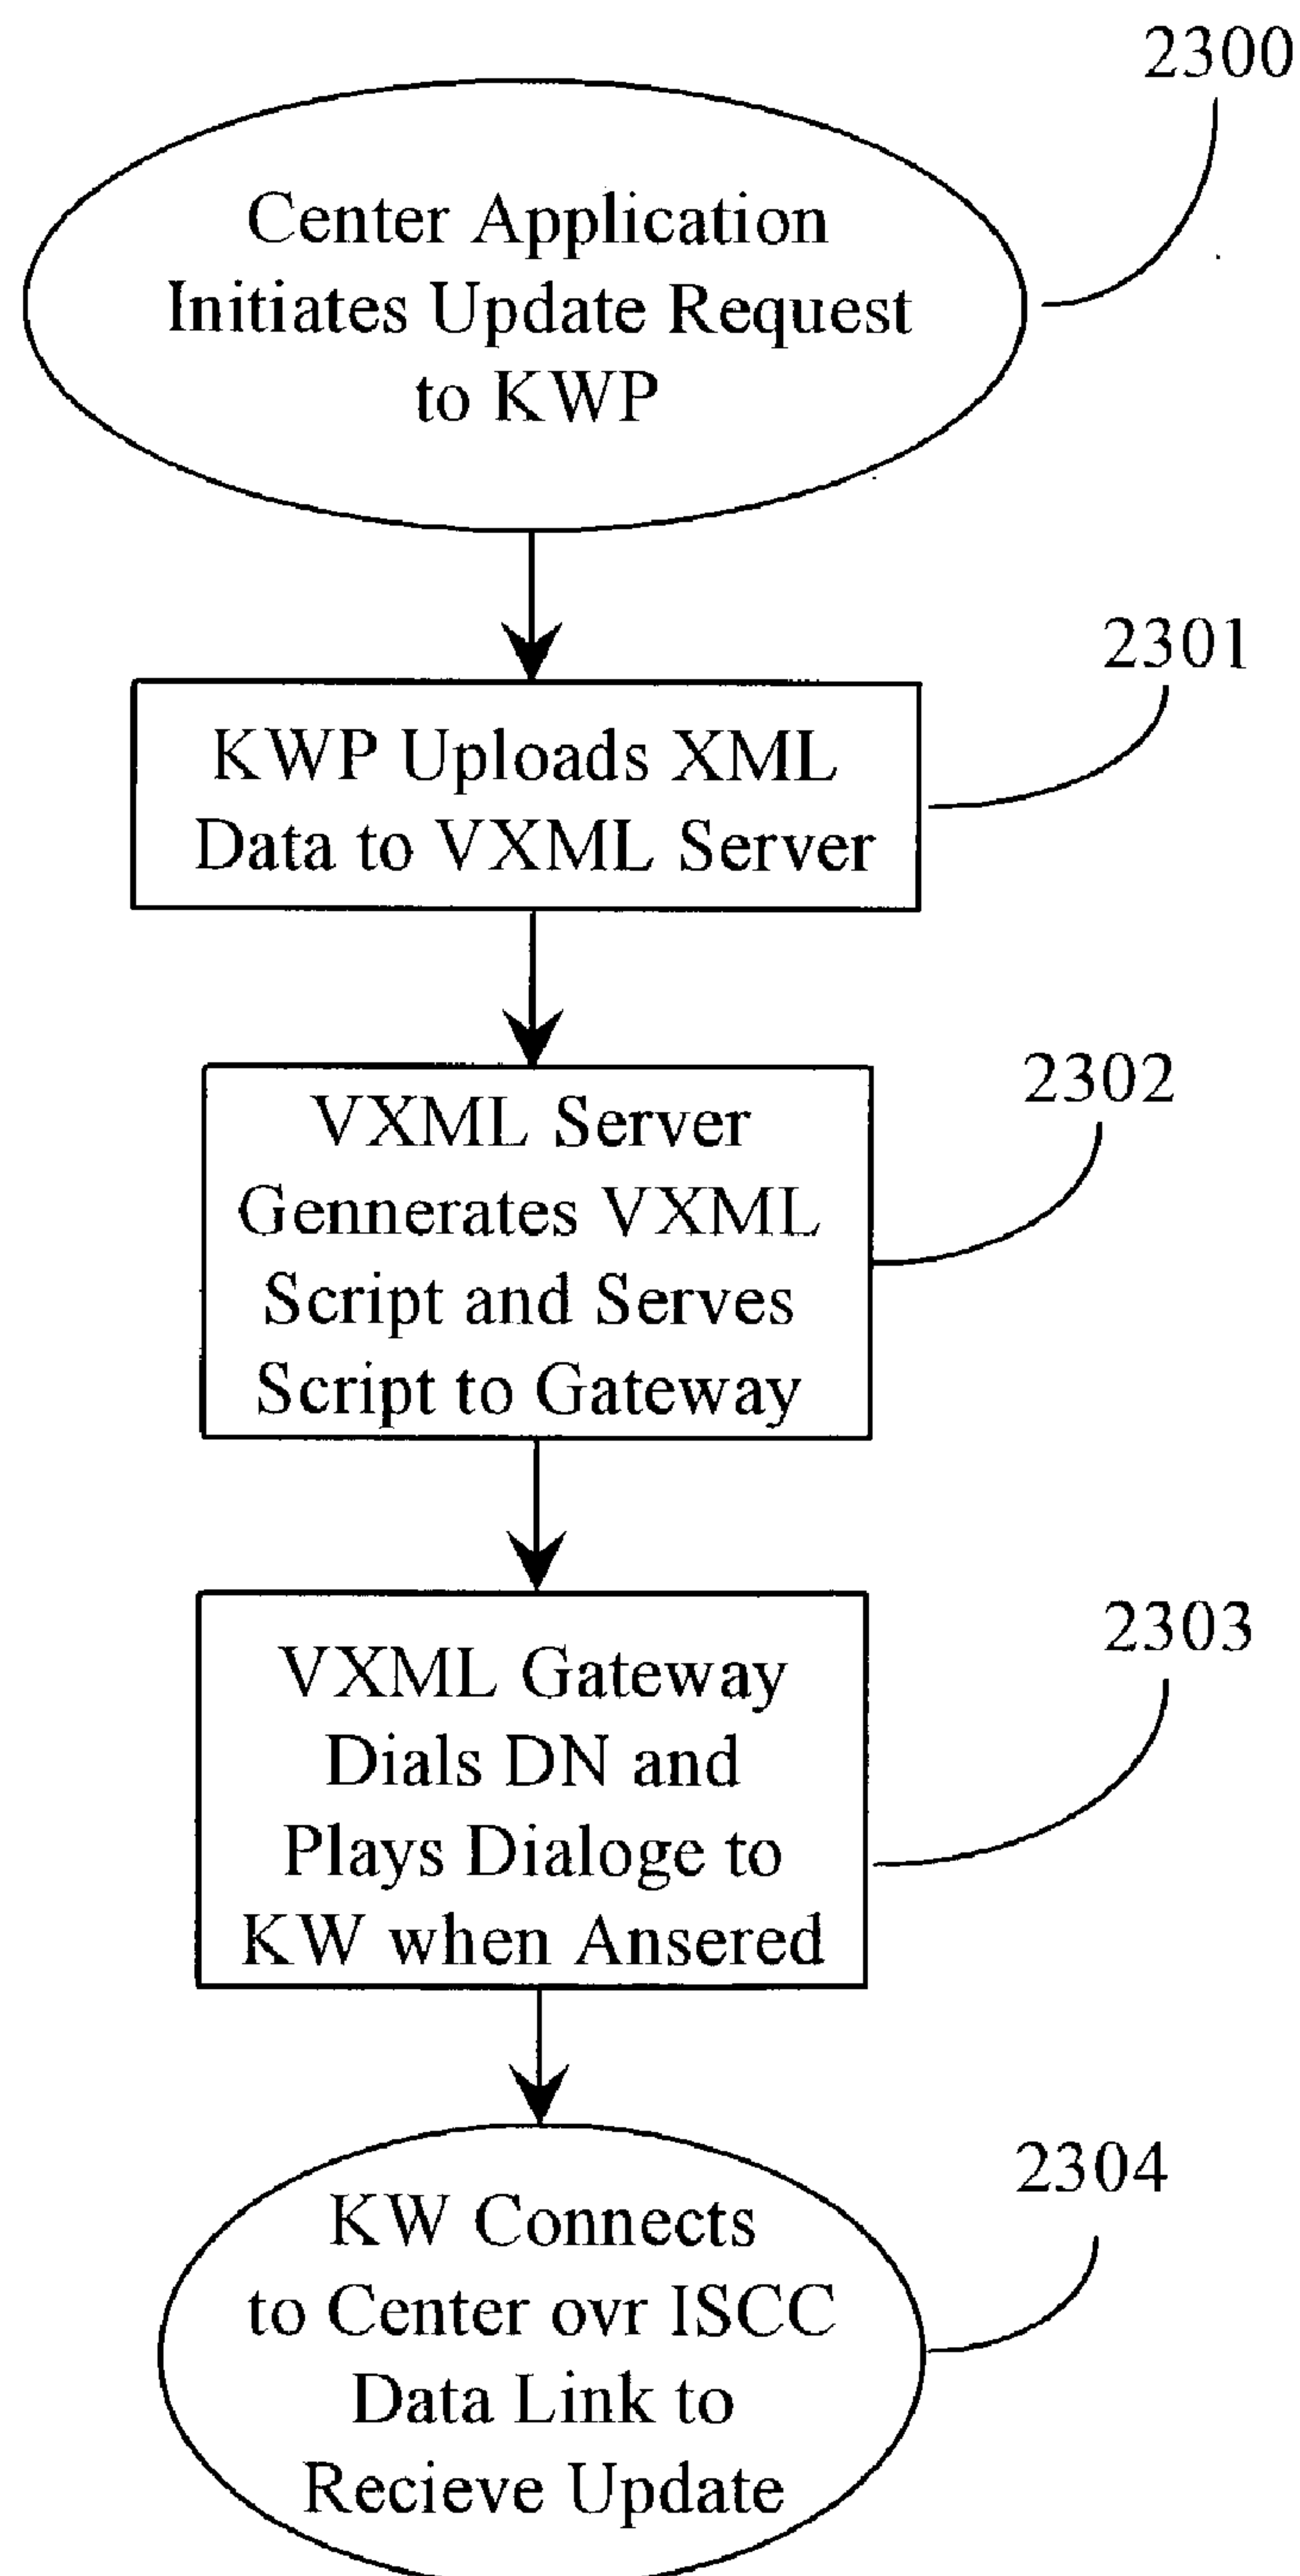 2300
Center Application
Initiates Update Request
to KWP
2301
KWP Uploads XML
Data to VXML Server
2302
VXML Server
Gennerates VXML
Script and Serves
Script to Gateway
2303
VXML Gateway
Dials DN and
Plays Dialoge to
KW when Ansered
2304
KW Connects
to Center ovr ISCC
Data Link to
Recieve Update